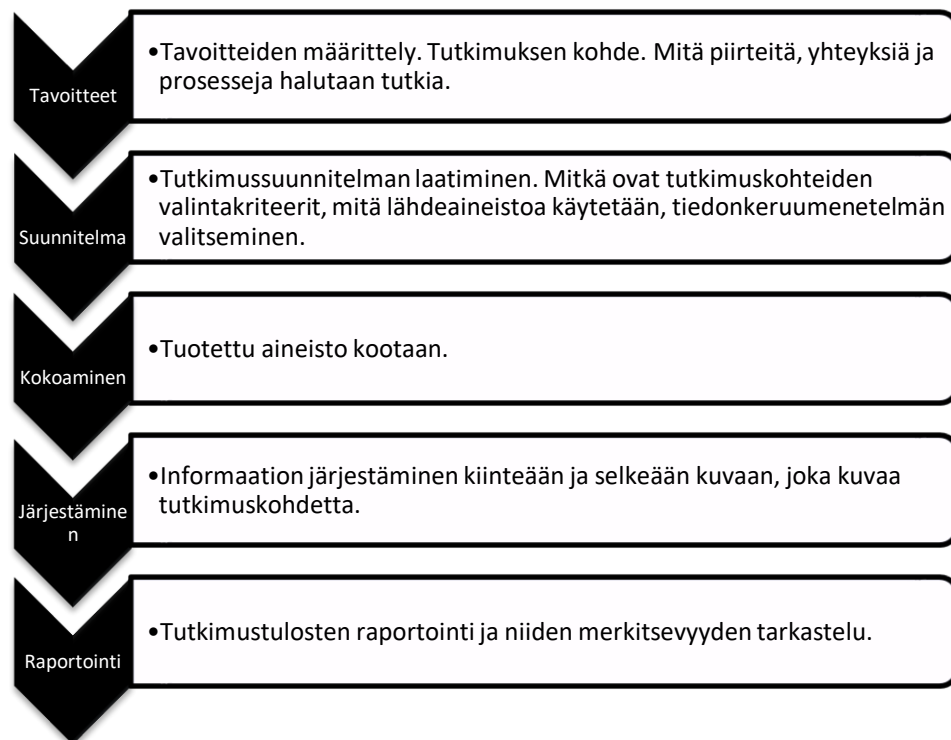 Tavoitteet
•Tavoitteiden määrittely. Tutkimuksen kohde. Mitä piirteitä, yhteyksiä ja
prosesseja halutaan tutkia.
Suunnitelma
•Tutkimussuunnitelman laatiminen. Mitkä ovat tutkimuskohteiden
valintakriteerit, mitä lähdeaineistoa käytetään, tiedonkeruumenetelmän
valitseminen.
Kokoaminen
•Tuotettu aineisto kootaan.
Järjestämine
n
•Informaation järjestäminen kiinteään ja selkeään kuvaan, joka kuvaa
tutkimuskohdetta.
Raportointi
•Tutkimustulosten raportointi ja niiden merkitsevyyden tarkastelu.